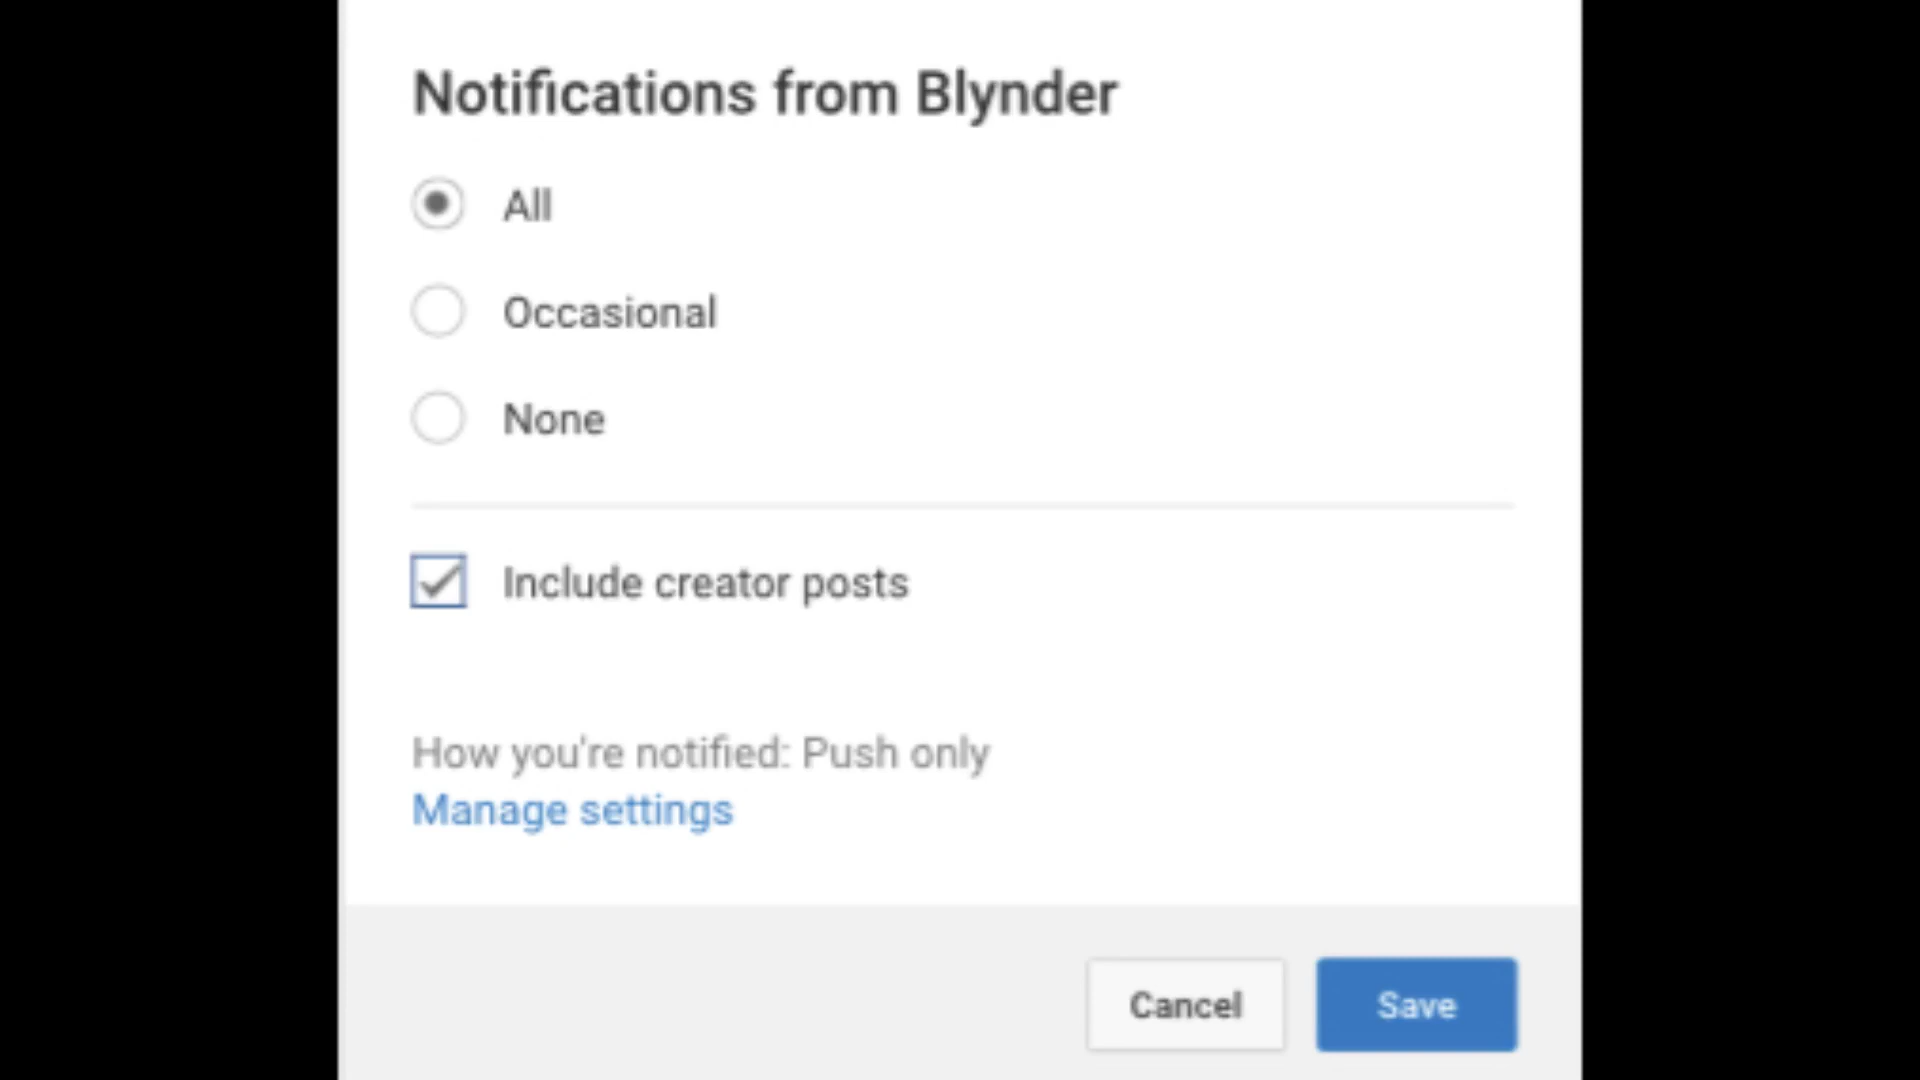 Notifications from Blynder
All
Occasional
None
Include creator posts
How you're notified: Push only
Manage settings
Cancel
Save